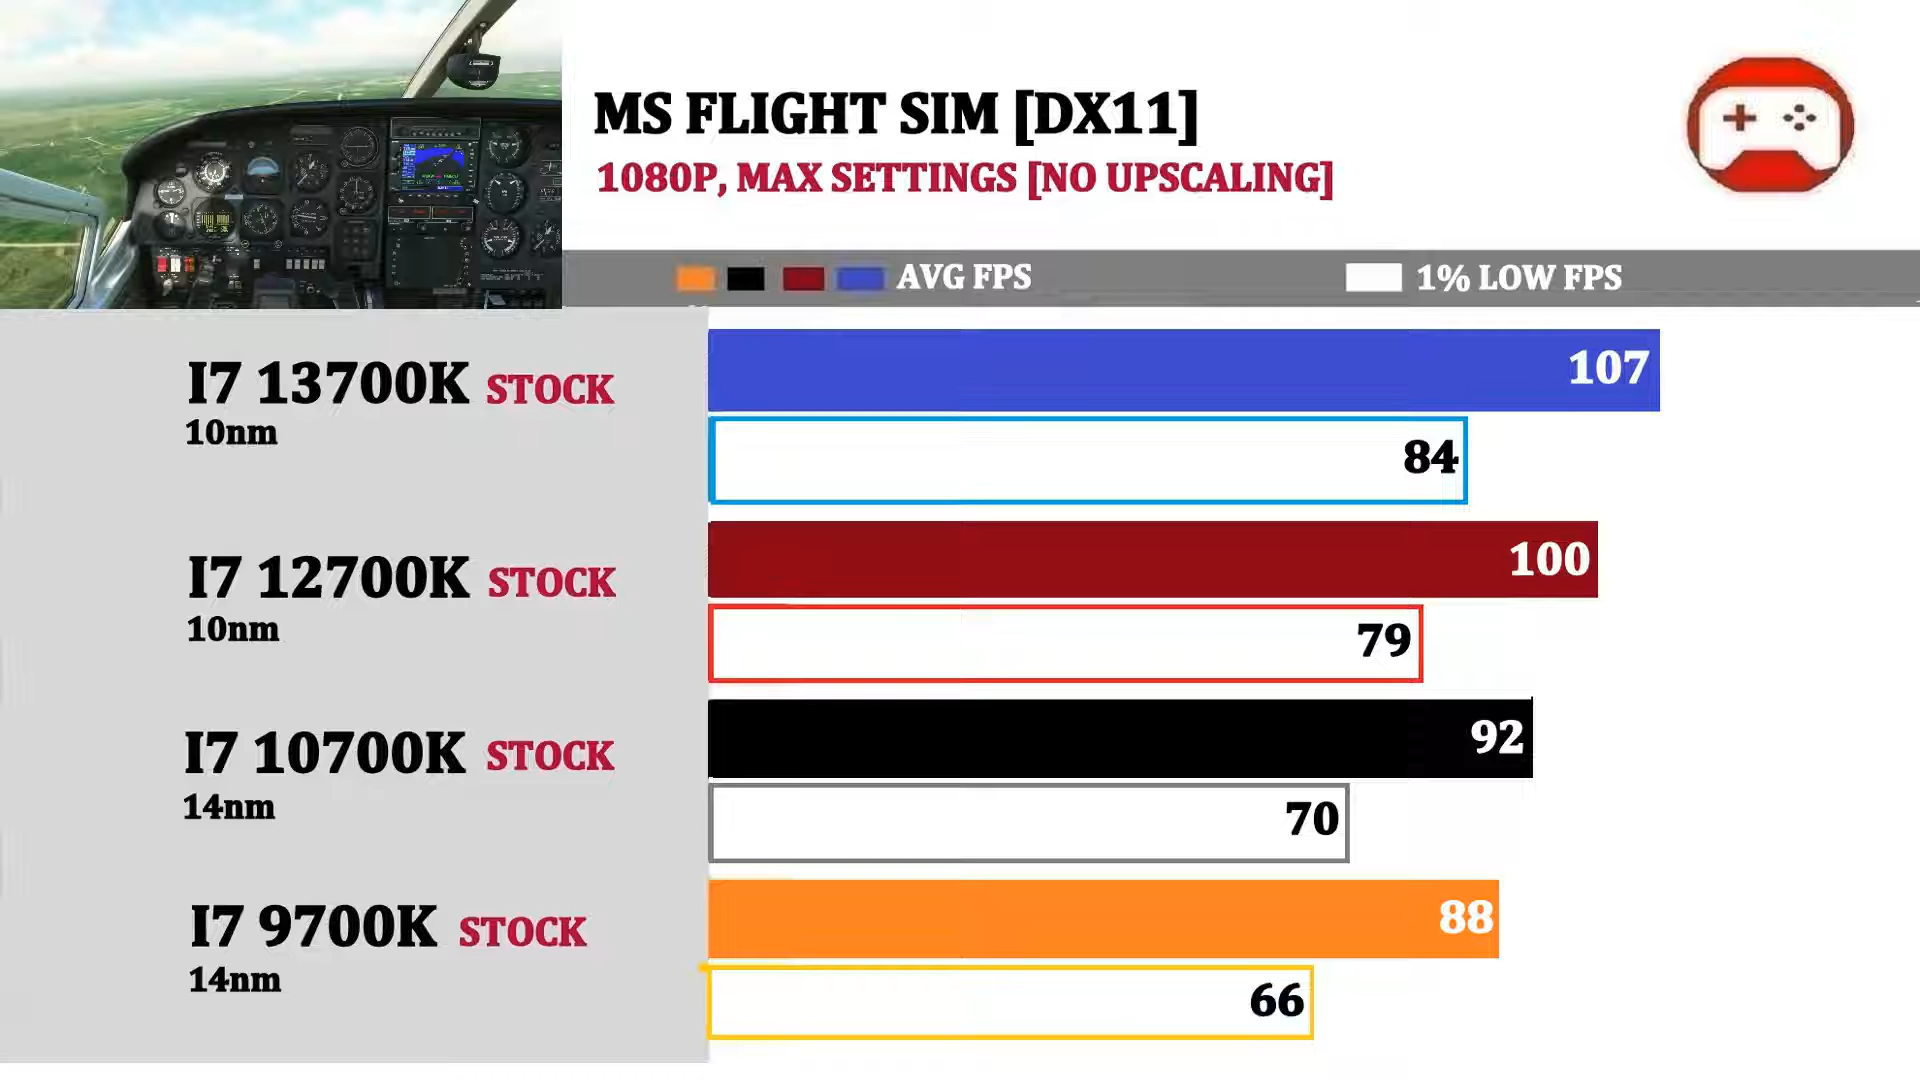 MS FLIGHT SIM [DX11]
1080P, MAX SETTINGS [NO UPSCALING]
AVG FPS
1% LOW FPS
I7 13700K STOCK
10nm
107
84
I7 12700K STOCK
10nm
100
79
I7 10700K STOCK
14nm
92
70
I7 9700K STOCK
14nm
88
66